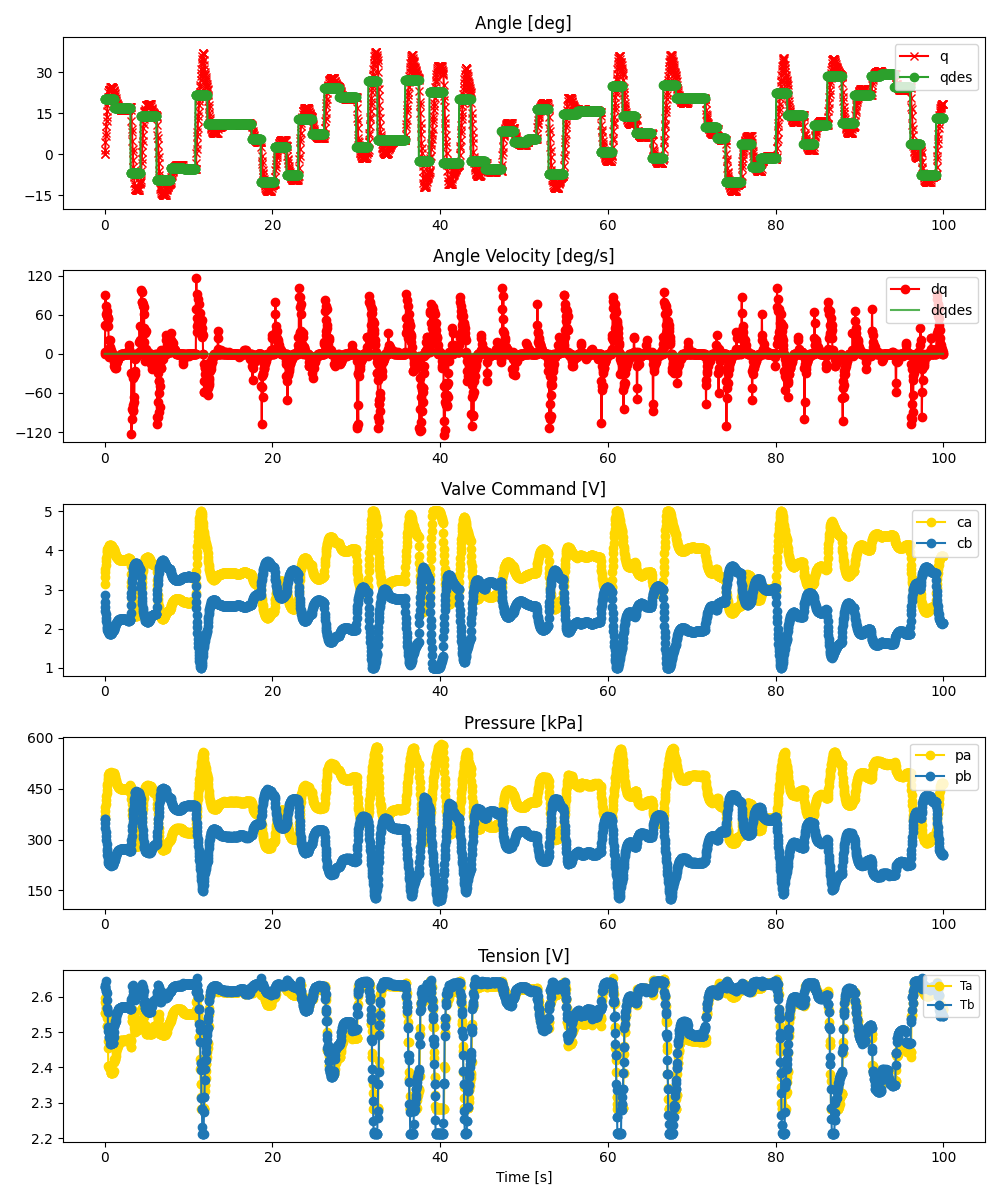 Angle [deg]
30
15
0
−15
q
qdes
0 20 40 60 80 100
Angle Velocity [deg/s]
120
60
0
−60
−120
dq
dqdes
0 20 40 60 80 100
Valve Command [V]
5
4
3
2
1
ca
cb
0 20 40 60 80 100
Pressure [kPa]
600
450
300
150
pa
pb
0 20 40 60 80 100
Tension [V]
2.6
2.5
2.4
2.3
2.2
Ta
Tb
0 20 40 60 80 100
Time [s]